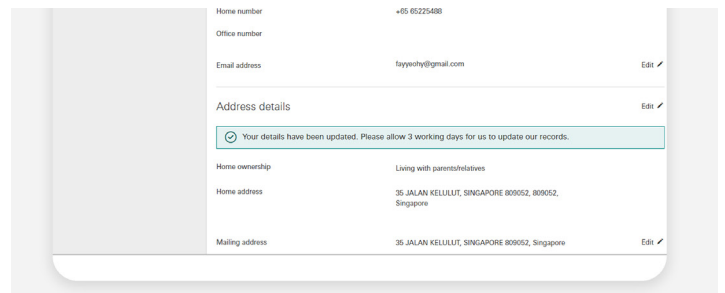 Home number +65 65225488
Office number
Email address fayyeohy@gmail.com Edit
Address details Edit
Your details have been updated. Please allow 3 working days for us to update our records.
Home ownership Living with parents/relatives
Home address 35 JALAN KELULUT, SINGAPORE 809052, 809052,
Singapore
Mailing address 35 JALAN KELULUT, SINGAPORE 809052, Singapore Edit